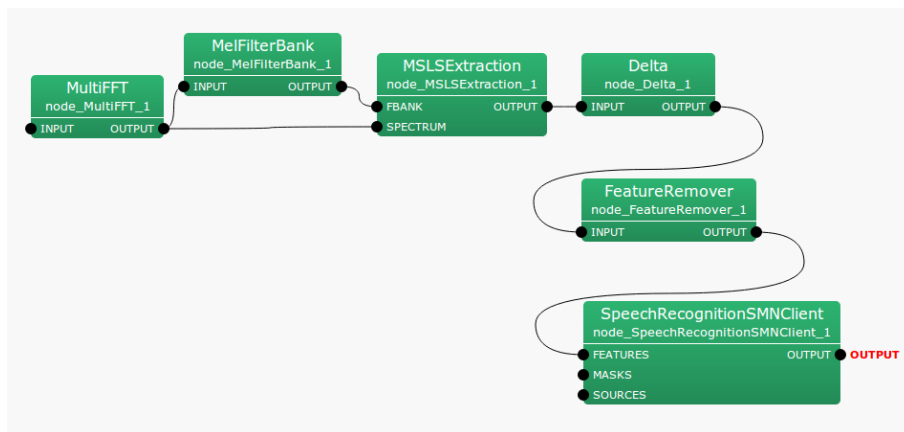 MultiFFT
node_MultiFFT_1
INPUT OUTPUT
MelFilterBank
node_MelFilterBank_1
INPUT OUTPUT
MSLSExtraction
node_MSLSExtraction_1
FBANK OUTPUT
SPECTRUM
Delta
node_Delta_1
INPUT OUTPUT
FeatureRemover
node_FeatureRemover_1
INPUT OUTPUT
SpeechRecognitionSMNClient
node_SpeechRecognitionSMNClient_1
FEATURES OUTPUT OUTPUT
MASKS
SOURCES